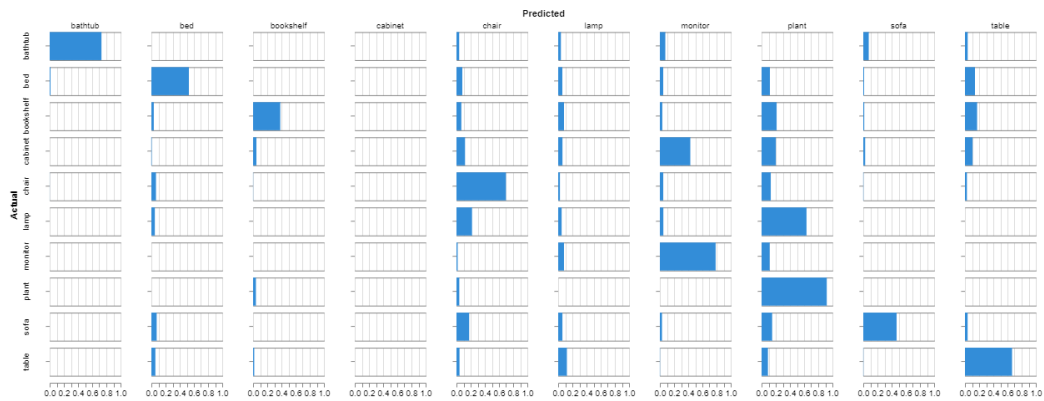 Predicted
bathtub bed bookshelf cabinet chair lamp monitor plant sofa table
Actual
bathtub
bed
bookshelf
cabinet
chair
lamp
monitor
plant
sofa
table
0.0 0.2 0.4 0.6 0.8 1.0 0.0 0.2 0.4 0.6 0.8 1.0 0.0 0.2 0.4 0.6 0.8 1.0 0.0 0.2 0.4 0.6 0.8 1.0 0.0 0.2 0.4 0.6 0.8 1.0 0.0 0.2 0.4 0.6 0.8 1.0 0.0 0.2 0.4 0.6 0.8 1.0 0.0 0.2 0.4 0.6 0.8 1.0 0.0 0.2 0.4 0.6 0.8 1.0 0.0 0.2 0.4 0.6 0.8 1.0